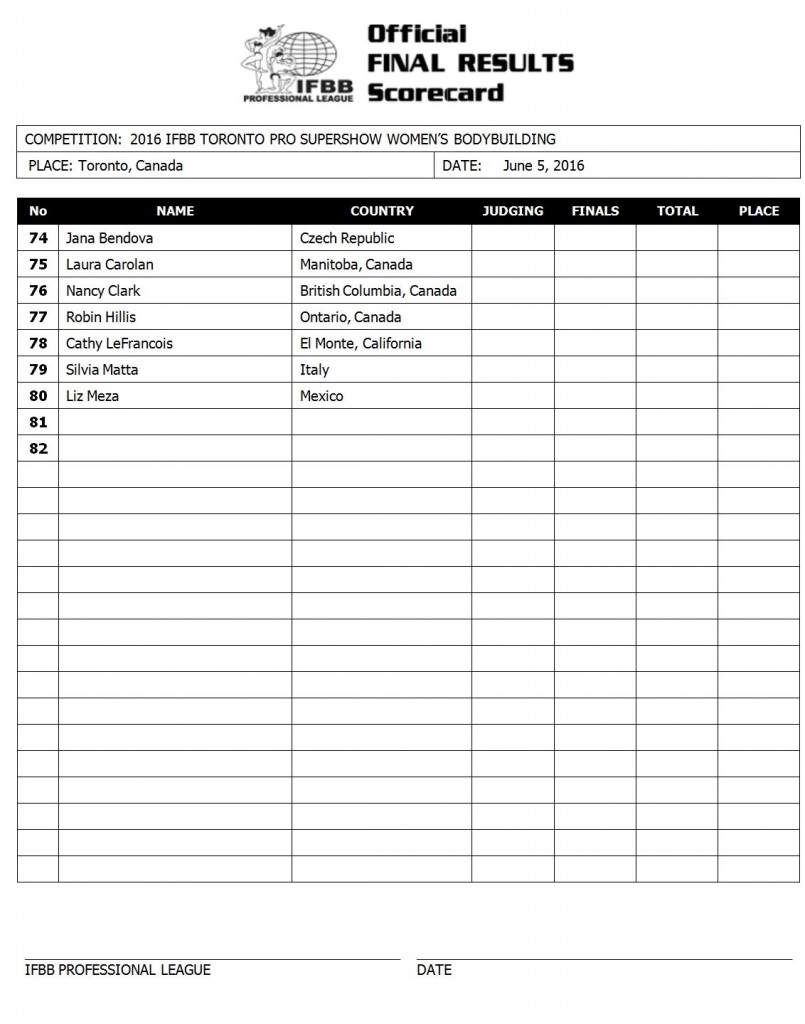 IFBB
PROFESSIONAL LEAGUE
Official
FINAL RESULTS
Scorecard
COMPETITION: 2016 IFBB TORONTO PRO SUPERSHOW WOMEN'S BODYBUILDING
PLACE: Toronto, Canada DATE: June 5, 2016
No NAME COUNTRY JUDGING FINALS TOTAL PLACE
74 Jana Bendova Czech Republic
75 Laura Carolan Manitoba, Canada
76 Nancy Clark British Columbia, Canada
77 Robin Hillis Ontario, Canada
78 Cathy LeFrancois El Monte, California
79 Silvia Matta Italy
80 Liz Meza Mexico
81
82
IFBB PROFESSIONAL LEAGUE DATE